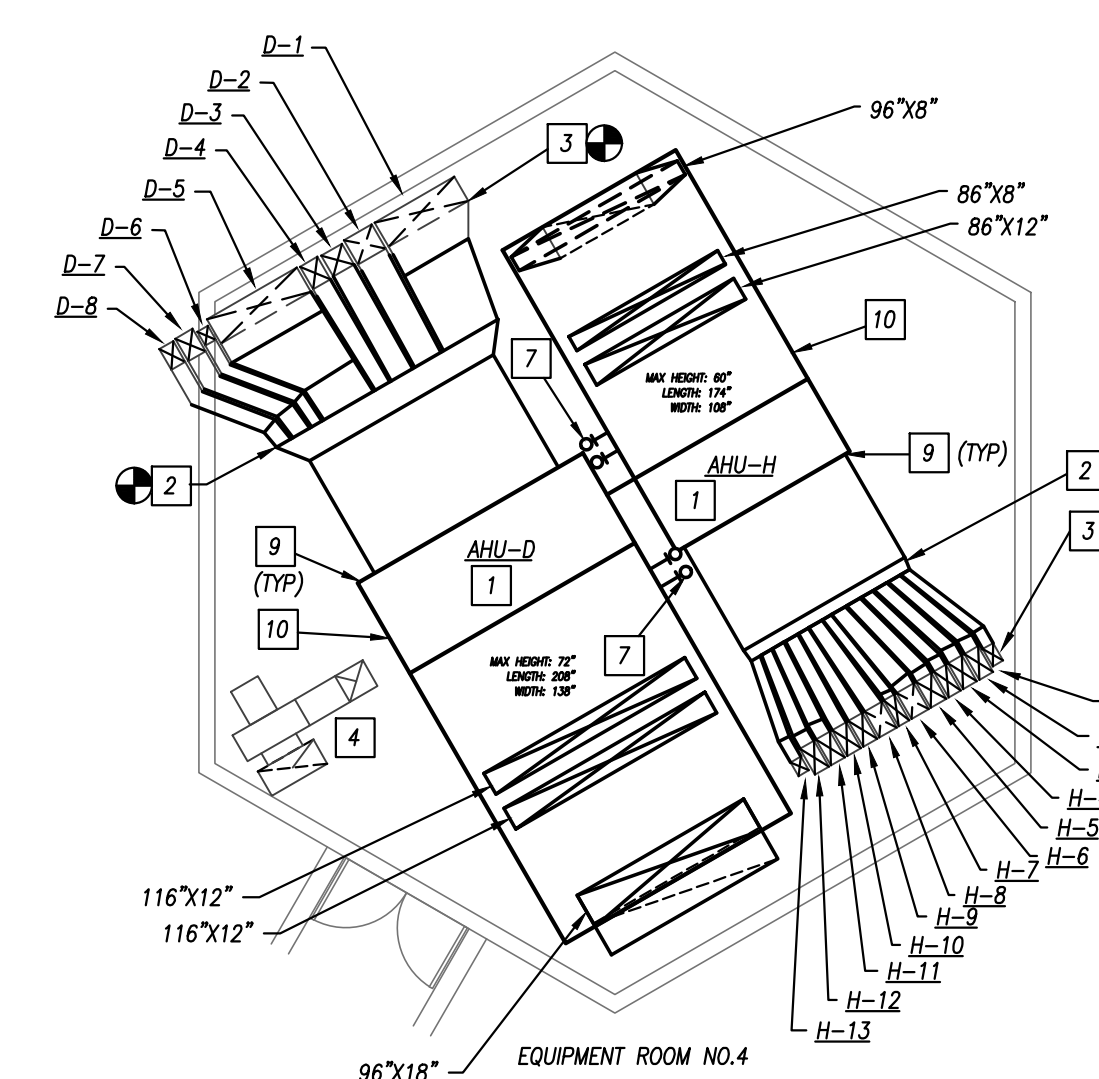 D-1
D-2
D-3
D-4
D-5
D-6
D-7
D-8
3
96"X8"
86"X8"
86"X12"
10
7
MAX HEIGHT: 60"
LENGTH: 174"
WIDTH: 108"
9 (TYP)
AHU-H
1
2
2
3
9
(TYP)
AHU-D
1
10
7
MAX HEIGHT: 72"
LENGTH: 208"
WIDTH: 138"
4
H-5
H-6
H-7
H-8
H-9
H-10
H-11
H-12
H-13
116"X12"
116"X12"
96"X18"
EQUIPMENT ROOM NO.4